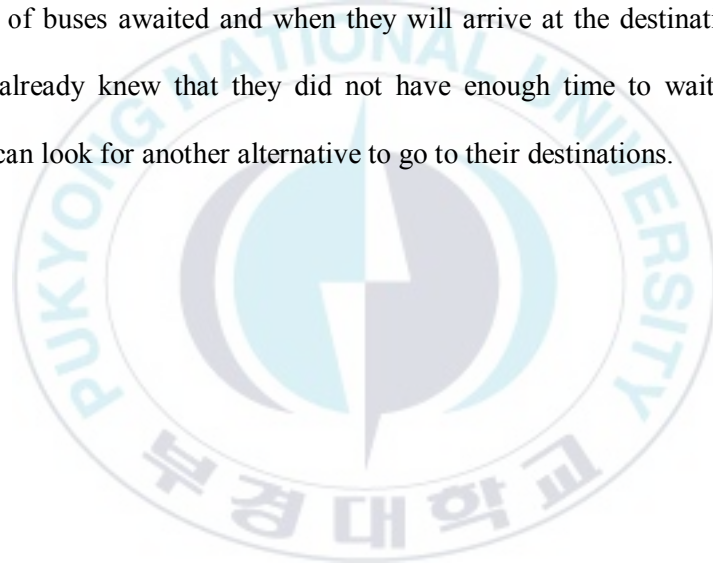 of buses awaited and when they will arrive at the destinati
already knew that they did not have enough time to wait
can look for another alternative to go to their destinations.
PUKYONG NATIONAL UNIVERSITY
부경대학교